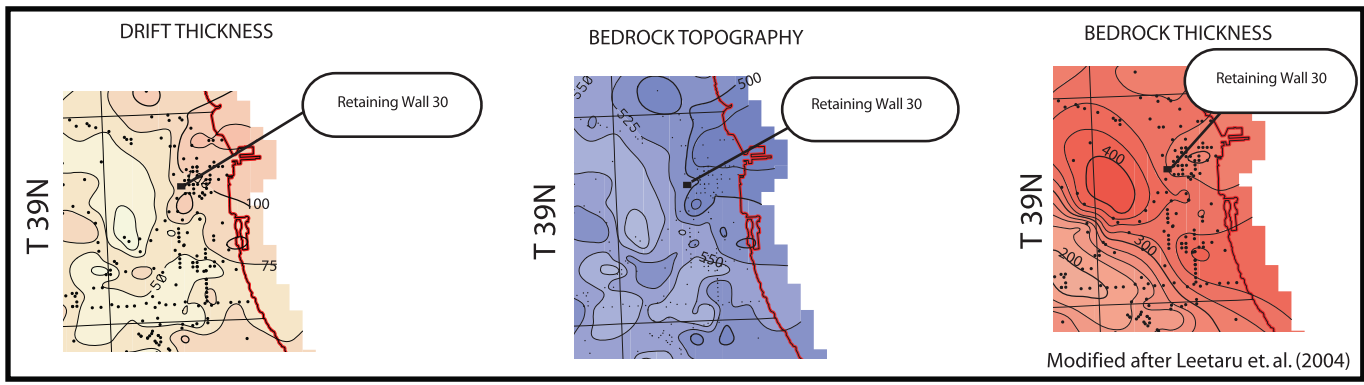 DRIFT THICKNESS
Retaining Wall 30
T 39N
100
75
50
BEDROCK TOPOGRAPHY
Retaining Wall 30
T 39N
550
500
525
550
BEDROCK THICKNESS
Retaining Wall 30
T 39N
400
300
200
Modified after Leetaru et. al. (2004)